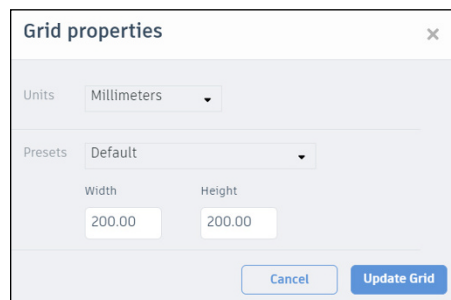 Grid properties ×
Units Millimeters
Presets Default
Width Height
200.00 200.00
Cancel Update Grid